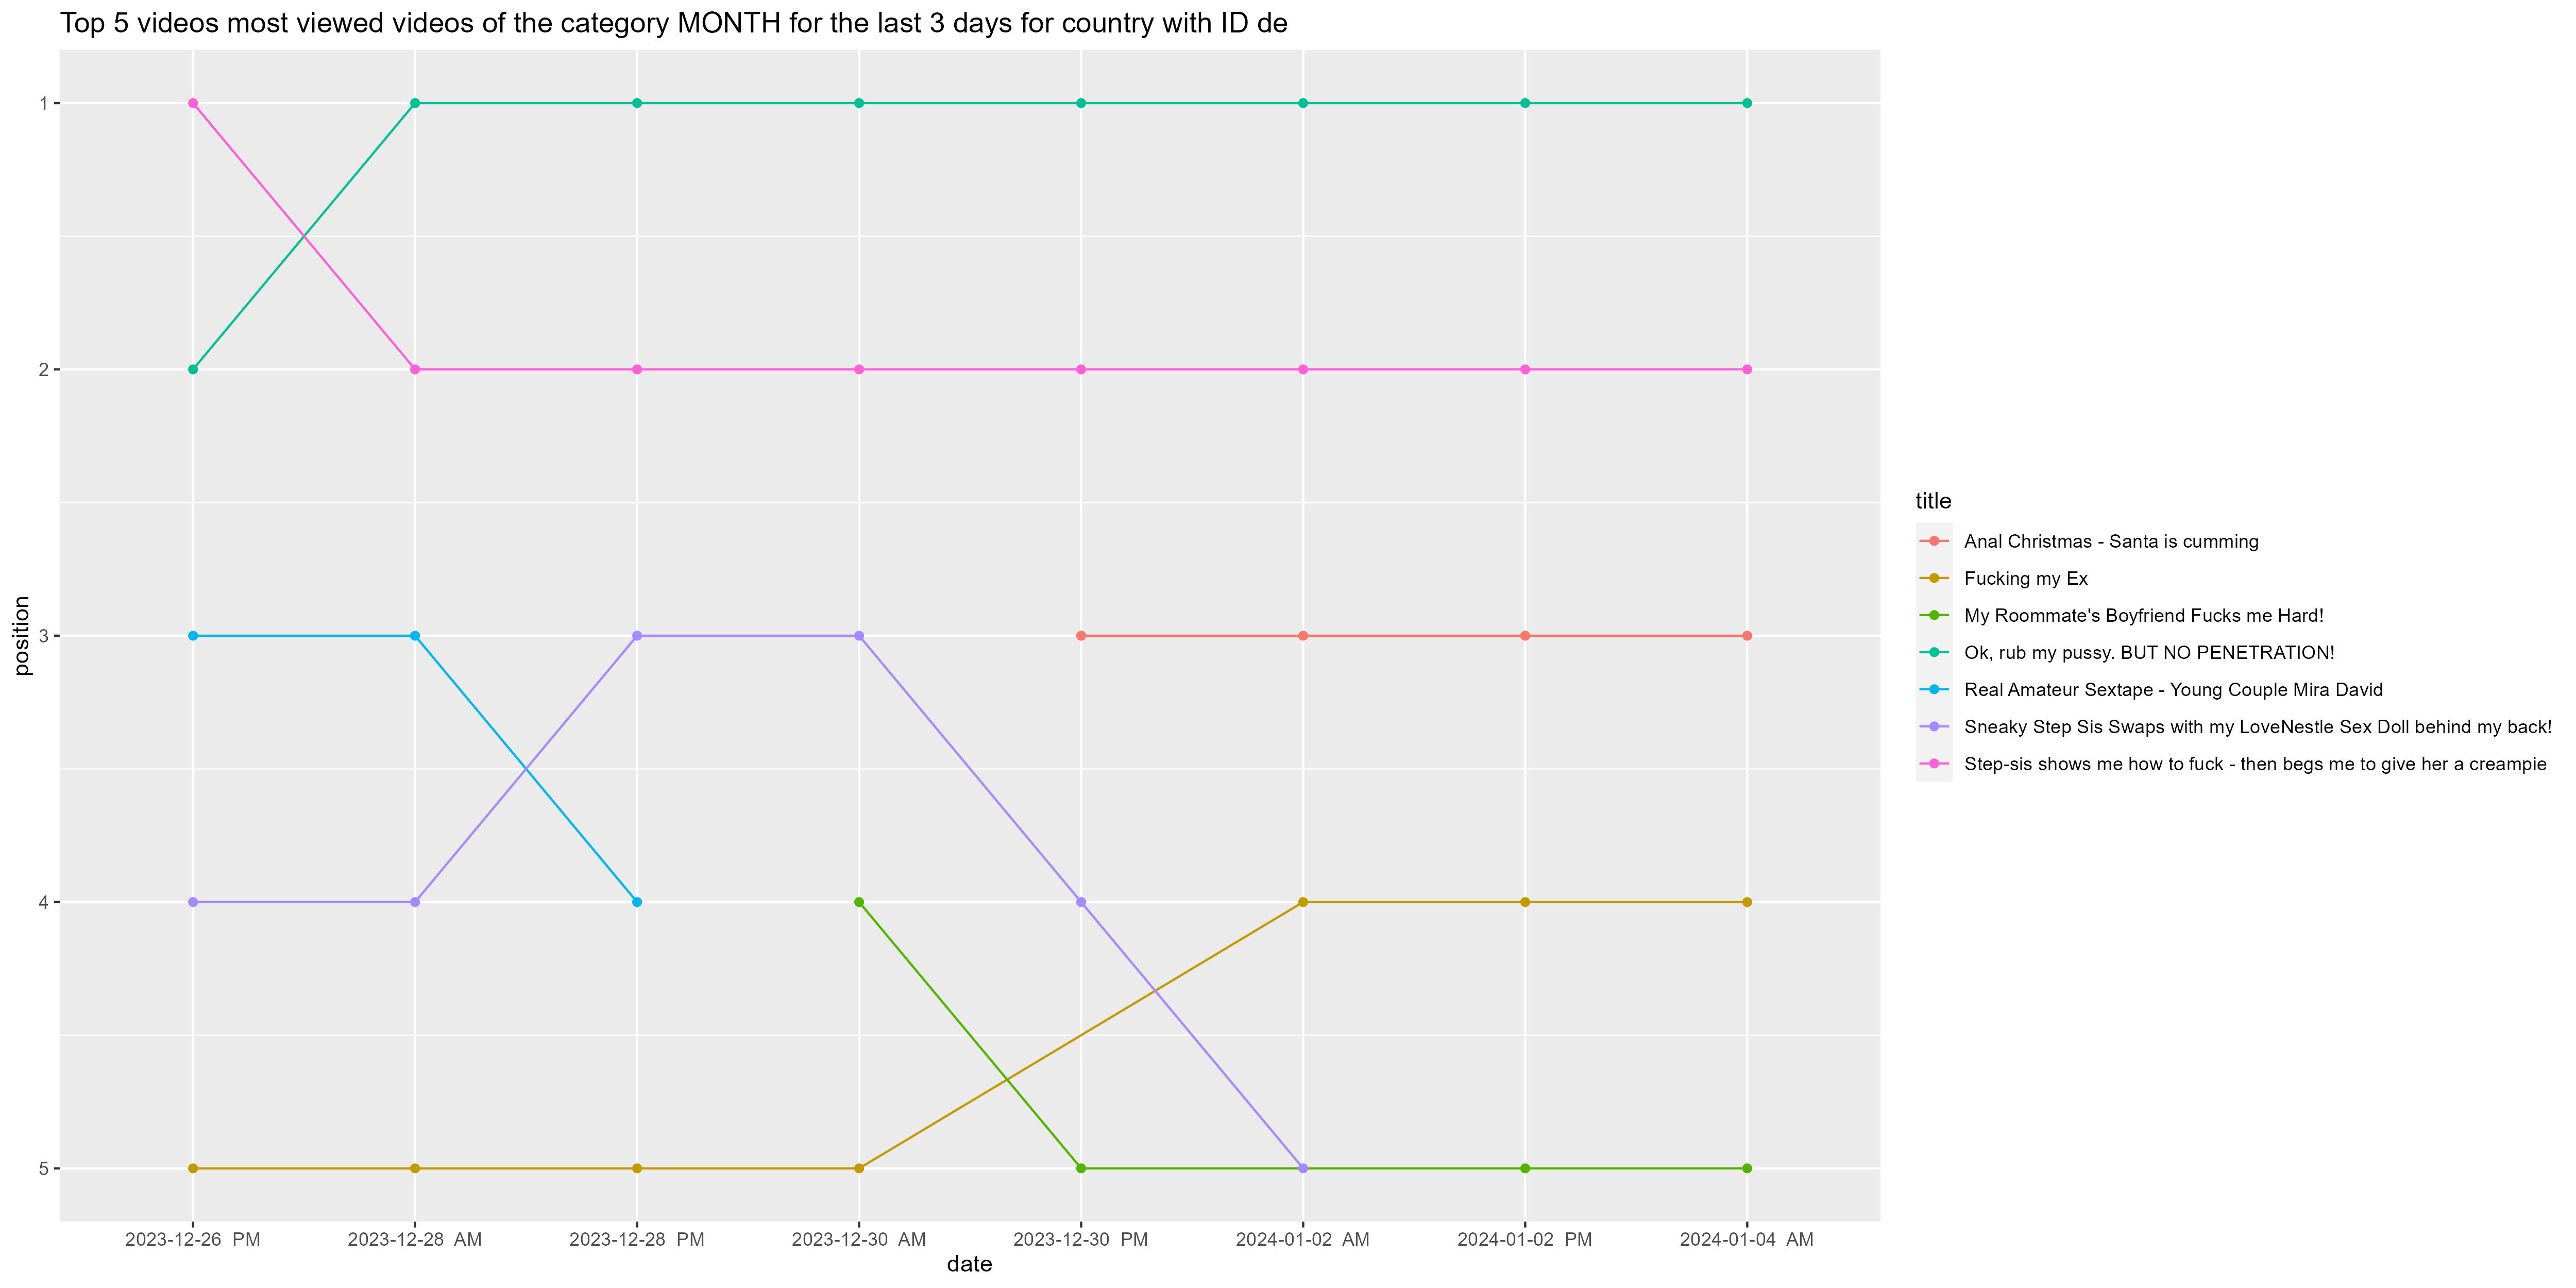 Top 5 videos most viewed videos of the category MONTH for the last 3 days for country with ID de
position
1
2
3
4
5
2023-12-26 PM
2023-12-28 AM
2023-12-28 PM
2023-12-30 AM
2023-12-30 PM
2024-01-02 AM
2024-01-02 PM
2024-01-04 AM
date
title
Anal Christmas - Santa is cumming
Fucking my Ex
My Roommate's Boyfriend Fucks me Hard!
Ok, rub my pussy. BUT NO PENETRATION!
Real Amateur Sextape - Young Couple Mira David
Sneaky Step Sis Swaps with my LoveNestle Sex Doll behind my back!
Step-sis shows me how to fuck - then begs me to give her a creampie